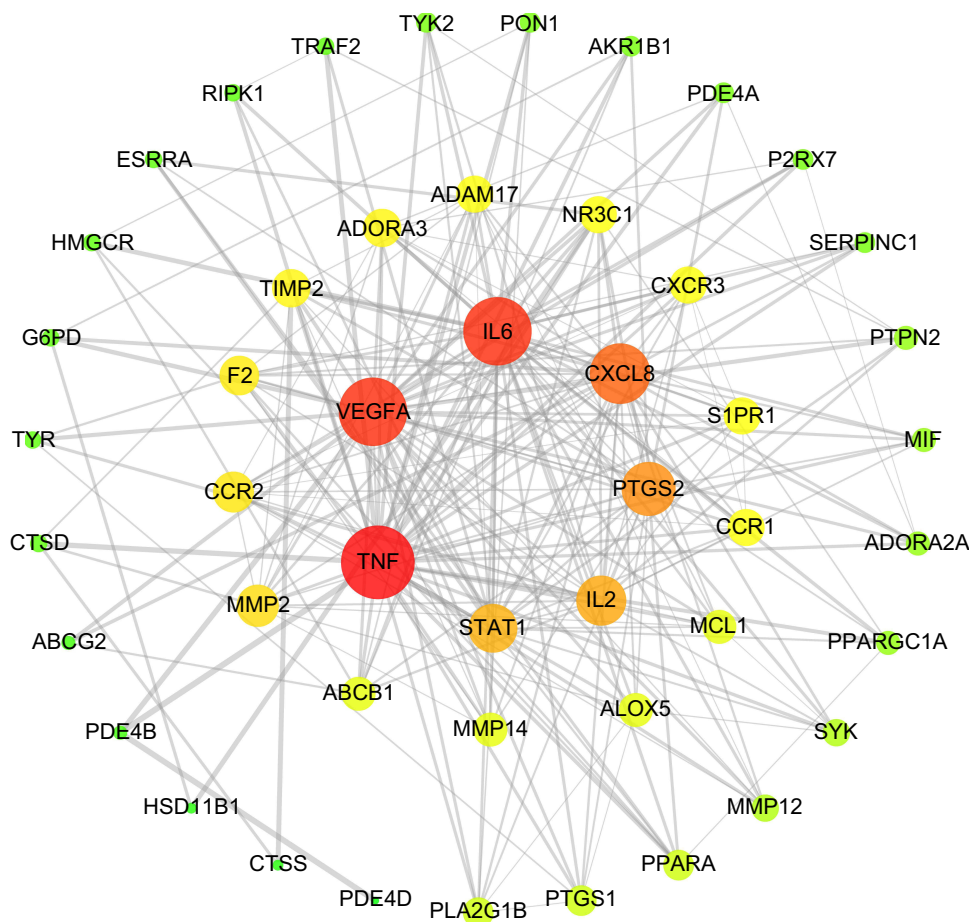 TYK2
PON1
TRAF2
AKR1B1
RIPK1
PDE4A
ESRRA
P2RX7
ADAM17
NR3C1
ADORA3
HMGCR
SERPINC1
TIMP2
CXCR3
IL6
G6PD
PTPN2
F2
CXCL8
VEGFA
S1PR1
TYR
MIF
CCR2
PTGS2
CCR1
CTSD
TNF
ADORA2A
MMP2
IL2
STAT1
MCL1
ABCG2
PPARGC1A
ABCB1
ALOX5
PDE4B
MMP14
SYK
HSD11B1
MMP12
CTSS
PPARA
PDE4D
PLA2G1B
PTGS1